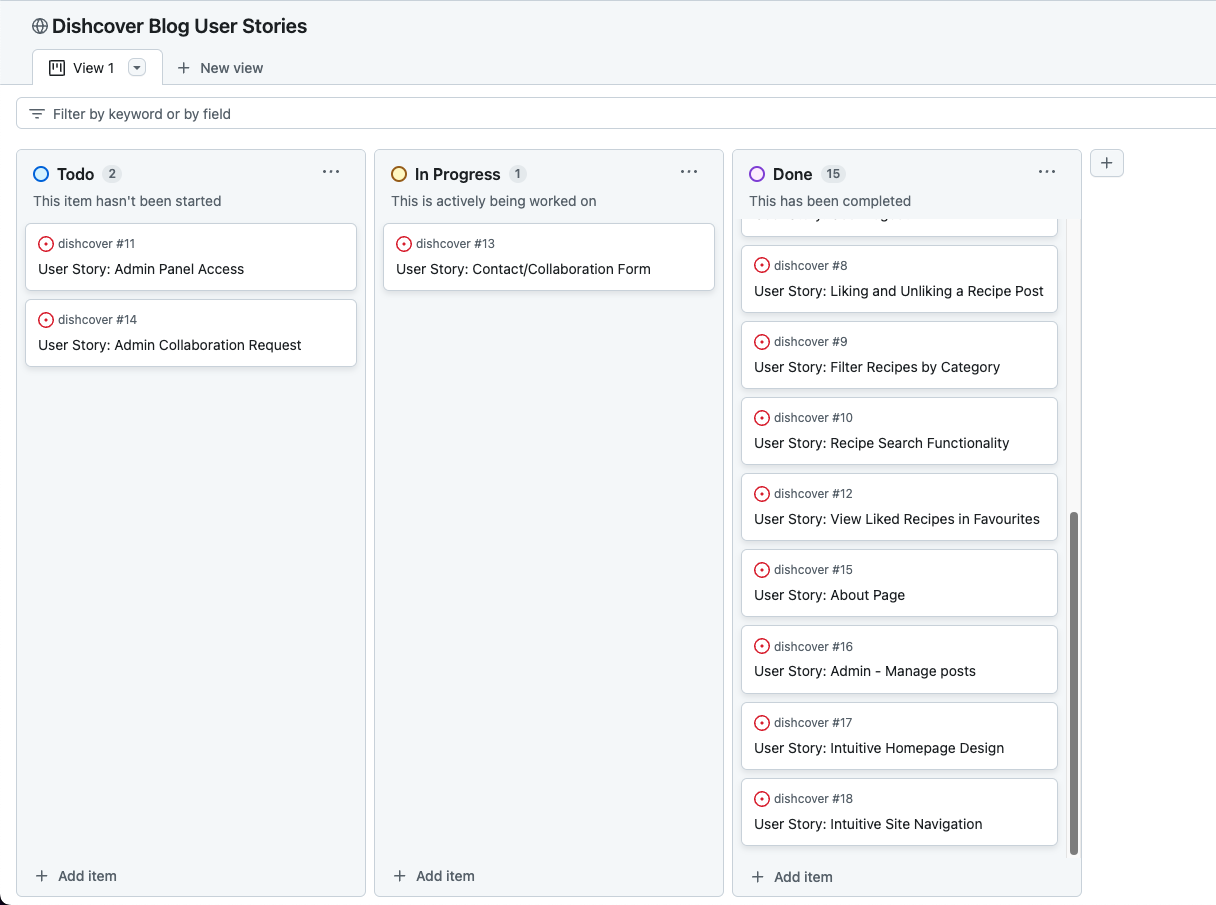 Dishcover Blog User Stories
View 1
New view
Filter by keyword or by field
Todo 2
This item hasn't been started
dishcover #11
User Story: Admin Panel Access
dishcover #14
User Story: Admin Collaboration Request
Add item
In Progress 1
This is actively being worked on
dishcover #13
User Story: Contact/Collaboration Form
Add item
Done 15
This has been completed
dishcover #8
User Story: Liking and Unliking a Recipe Post
dishcover #9
User Story: Filter Recipes by Category
dishcover #10
User Story: Recipe Search Functionality
dishcover #12
User Story: View Liked Recipes in Favourites
dishcover #15
User Story: About Page
dishcover #16
User Story: Admin - Manage posts
dishcover #17
User Story: Intuitive Homepage Design
dishcover #18
User Story: Intuitive Site Navigation
Add item